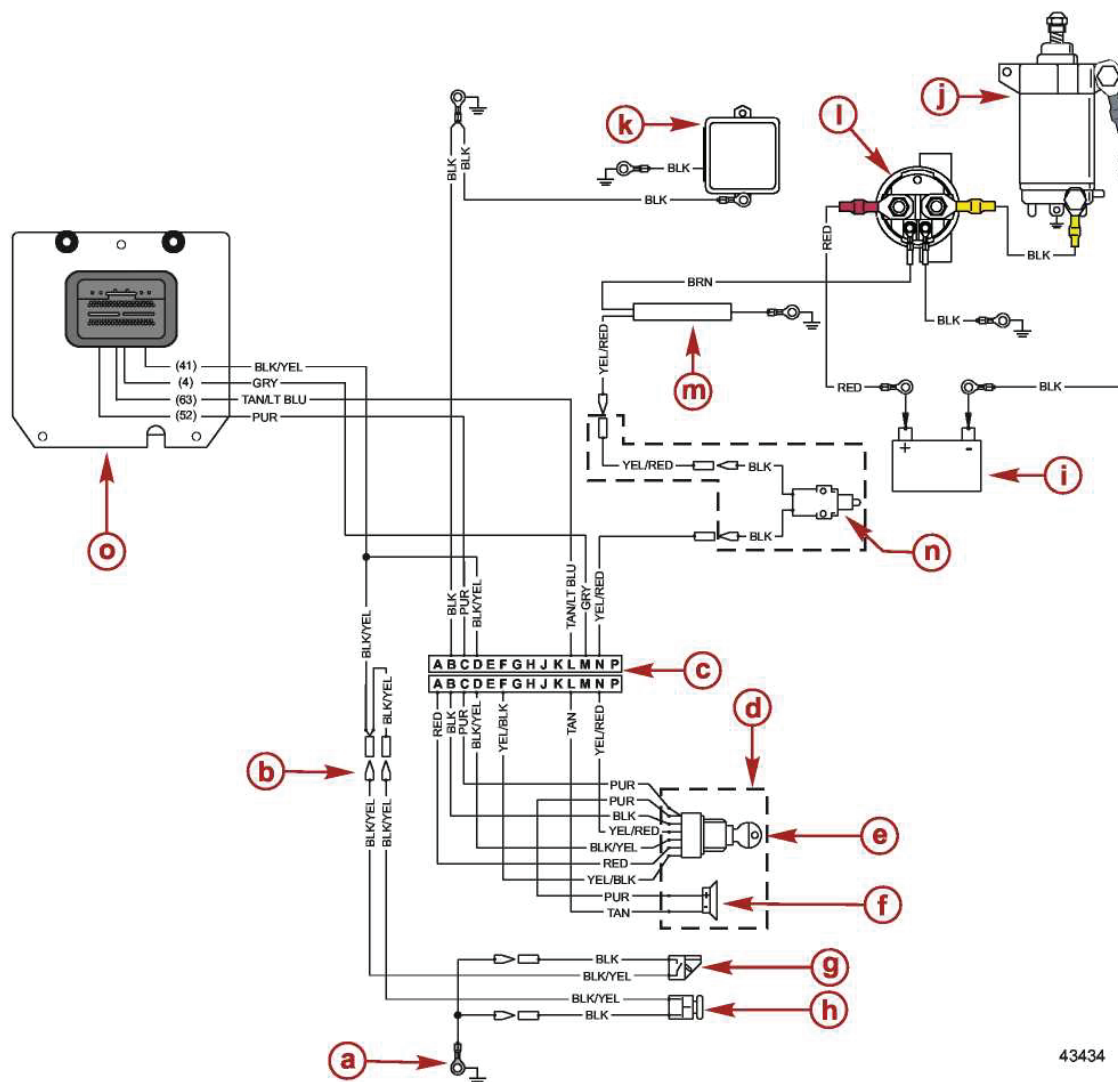 j
k
l
BLK
BLK
BLK
BLK
RED
BLK
BRN
BLK
YEL/RED
m
(41) BLK/YEL
(4) GRY
(63) TAN/LT BLU
(52) PUR
RED
BLK
+ -
i
o
YEL/RED
BLK
n
BLK
BLK/YEL
BLK
PUR
BLK/YEL
TAN/LT BLU
GRY
YEL/RED
A B C D E F G H J K L M N P
c
A B C D E F G H J K L M N P
BLK/YEL
RED
BLK
PUR
BLK/YEL
YEL/BLK
TAN
YEL/RED
d
b
BLK/YEL
BLK/YEL
PUR
PUR
BLK
YEL/RED
e
BLK/YEL
RED
YEL/BLK
PUR
+
f
TAN
-
BLK
g
BLK/YEL
BLK/YEL
h
BLK
a
43434